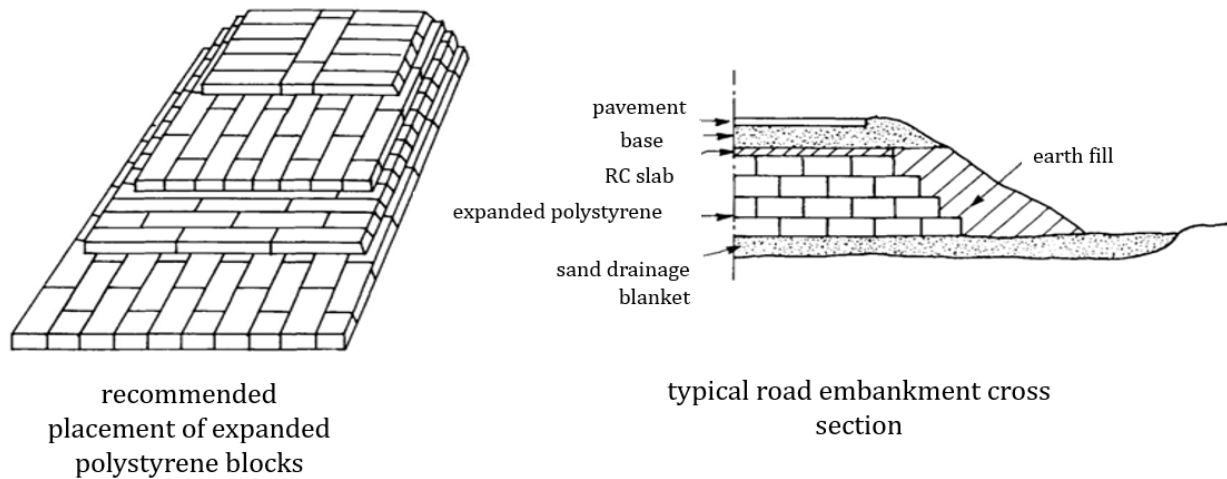 pavement
base
RC slab
expanded polystyrene
sand drainage
blanket
earth fill
recommended
placement of expanded
polystyrene blocks
typical road embankment cross
section